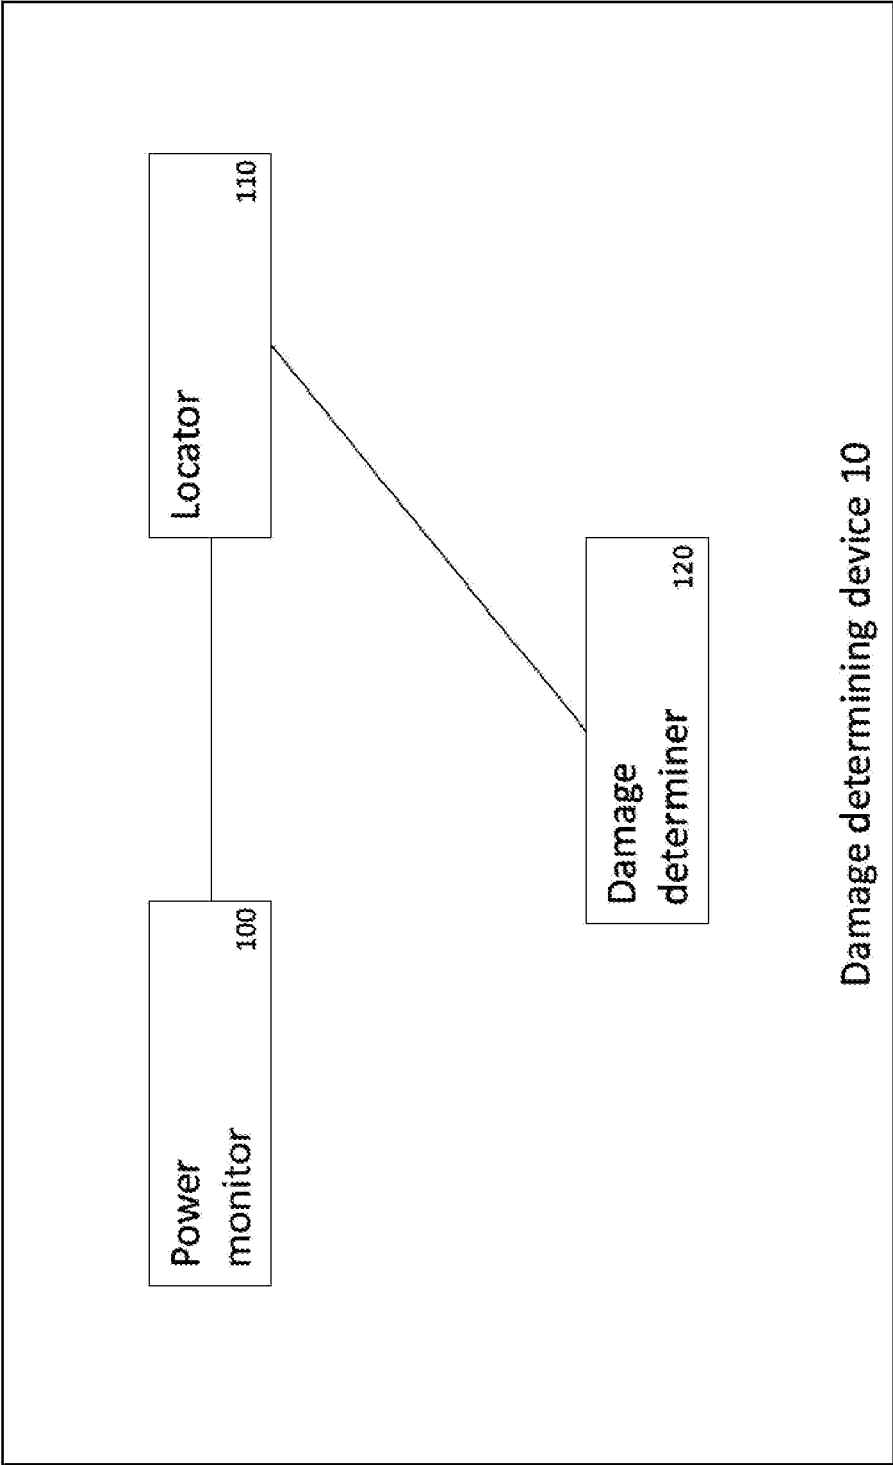 Power
monitor
100
Locator
110
Damage
determiner
120
Damage determining device 10